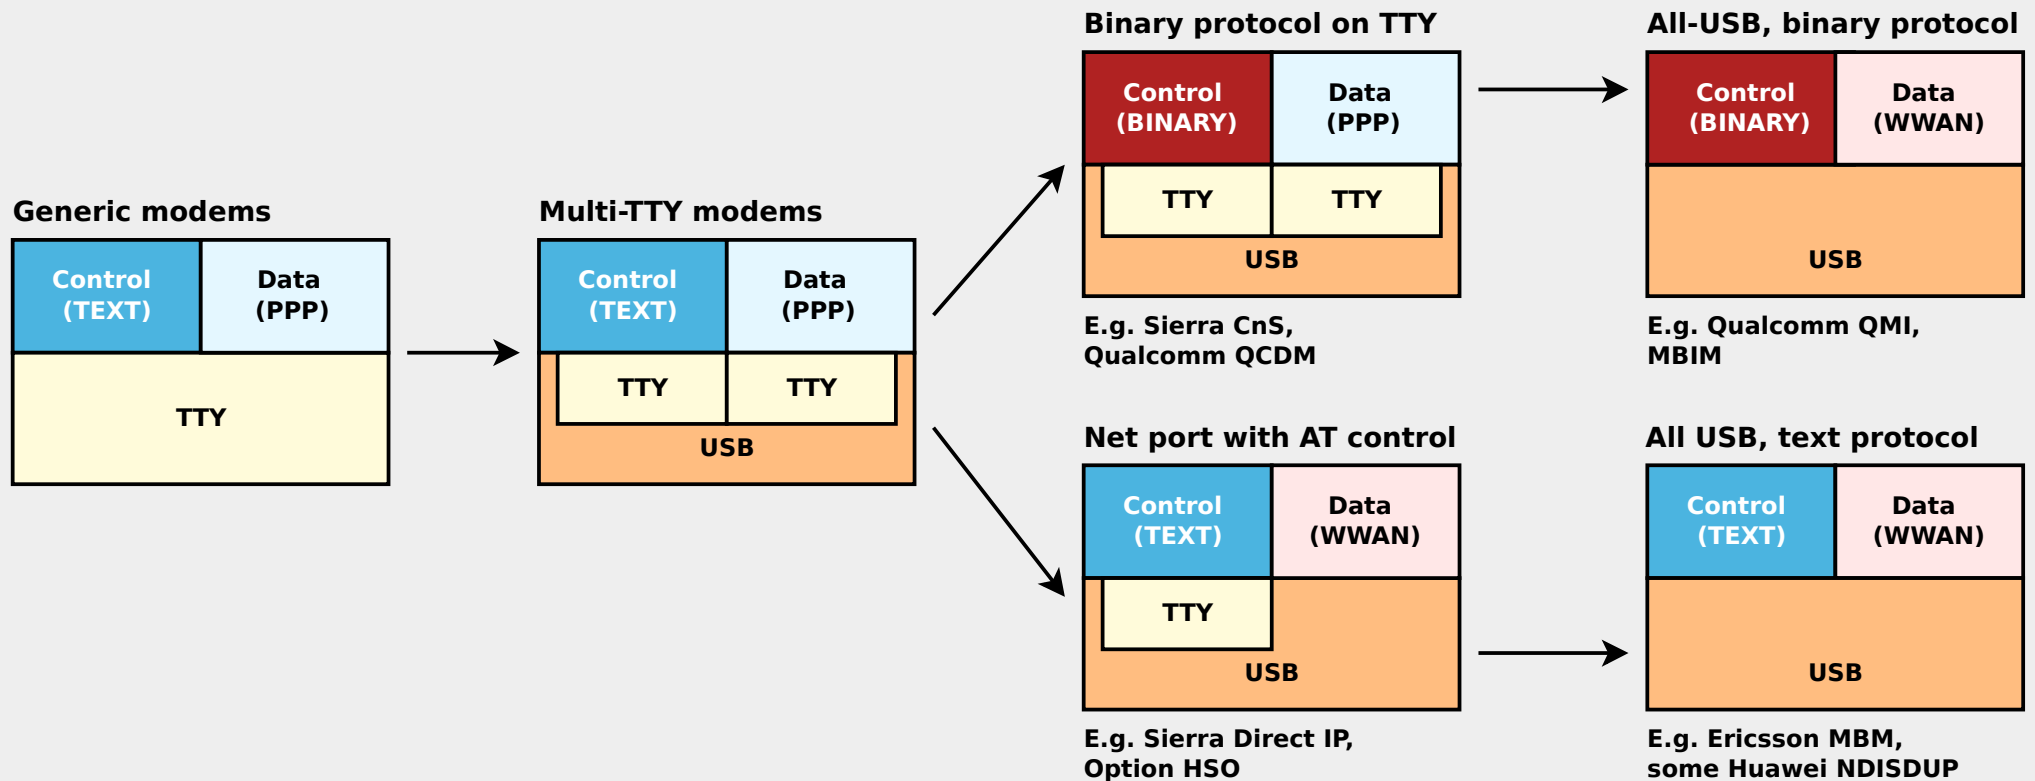 Generic modems
Control
(TEXT)
Data
(PPP)
TTY
Multi-TTY modems
Control
(TEXT)
Data
(PPP)
TTY
TTY
USB
Binary protocol on TTY
Control
(BINARY)
Data
(PPP)
TTY
TTY
USB
E.g. Sierra CnS,
Qualcomm QCDM
All-USB, binary protocol
Control
(BINARY)
Data
(WWAN)
USB
E.g. Qualcomm QMI,
MBIM
Net port with AT control
Control
(TEXT)
Data
(WWAN)
TTY
USB
E.g. Sierra Direct IP,
Option HSO
All USB, text protocol
Control
(TEXT)
Data
(WWAN)
USB
E.g. Ericsson MBM,
some Huawei NDISDUP